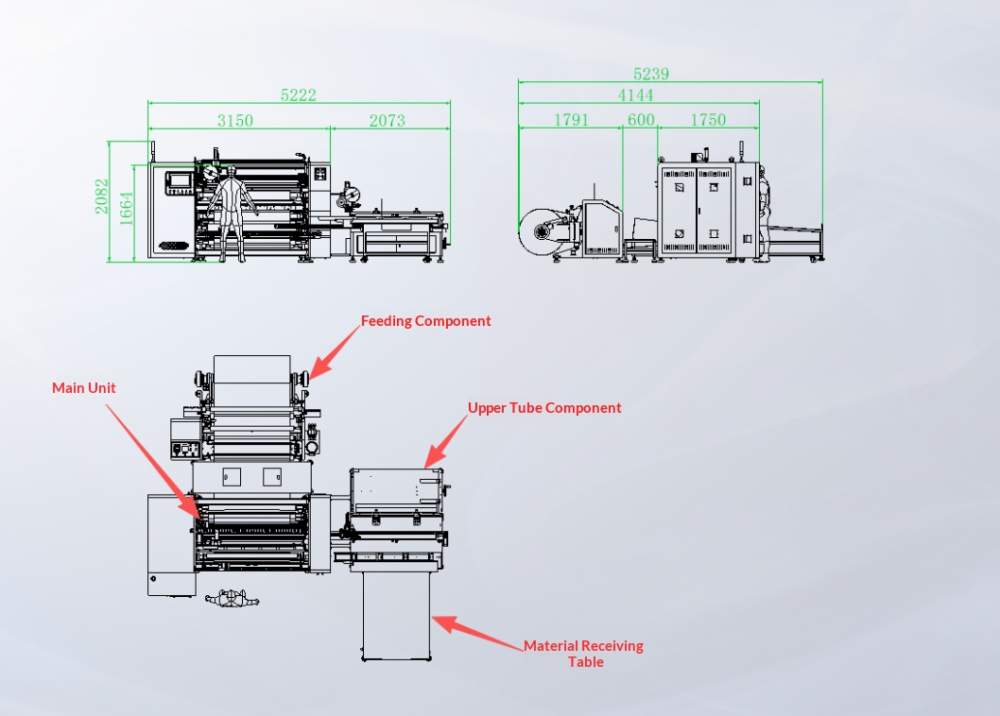 5222
3150
2073
2082
1664
5239
4144
1791
600
1750
Feeding Component
Main Unit
Upper Tube Component
Material Receiving
Table